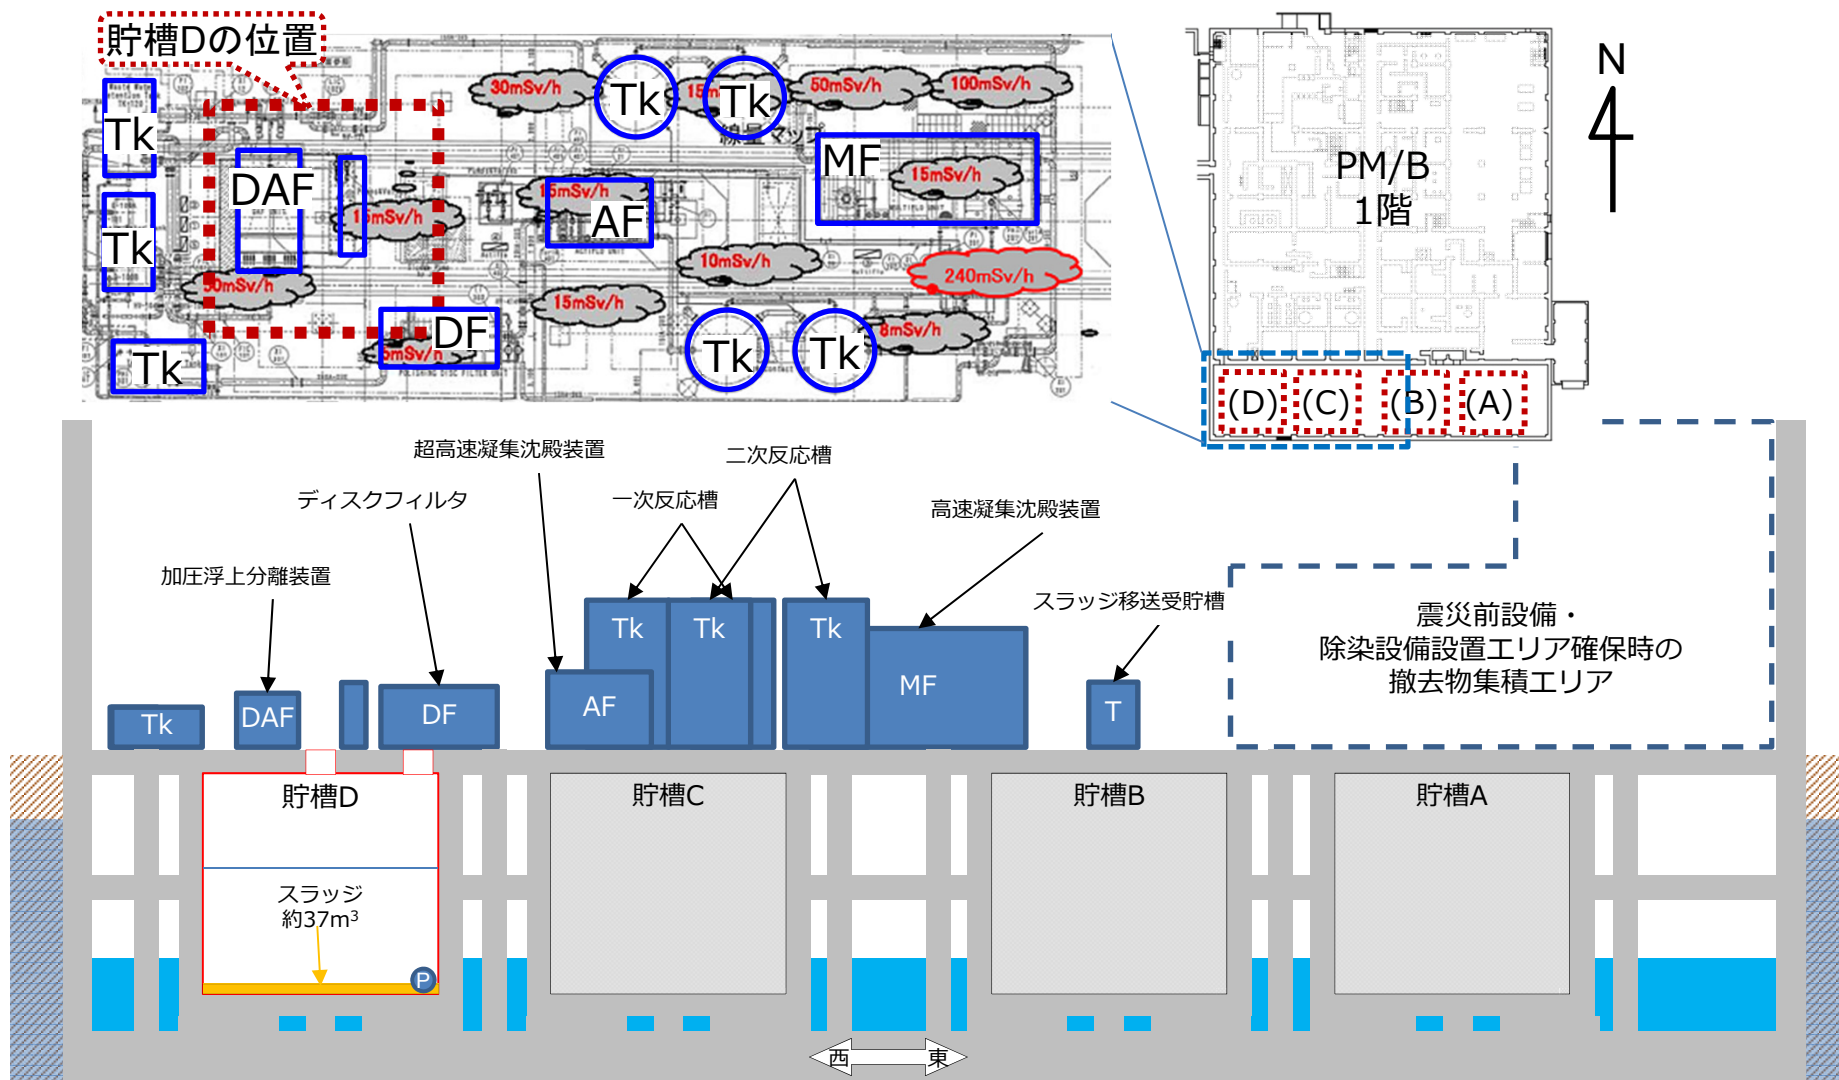 貯槽Dの位置
30mSv/h
50mSv/h
100mSv/h
Tk
Tk
線量マップ
Tk
DAF
MF
15mSv/h
15mSv/h
15mSv/h
AF
Tk
10mSv/h
240mSv/h
15mSv/h
8mSv/h
DF
Tk
Tk
Tk
N
PM/B
1階
(D)
(C)
(B)
(A)
超高速凝集沈殿装置
二次反応槽
ディスクフィルタ
一次反応槽
高速凝集沈殿装置
加圧浮上分離装置
スラッジ移送受貯槽
震災前設備・
除染設備設置エリア確保時の
撤去物集積エリア
Tk
DAF
DF
AF
Tk
Tk
Tk
MF
T
貯槽D
貯槽C
貯槽B
貯槽A
スラッジ
約37m³
P
西
東